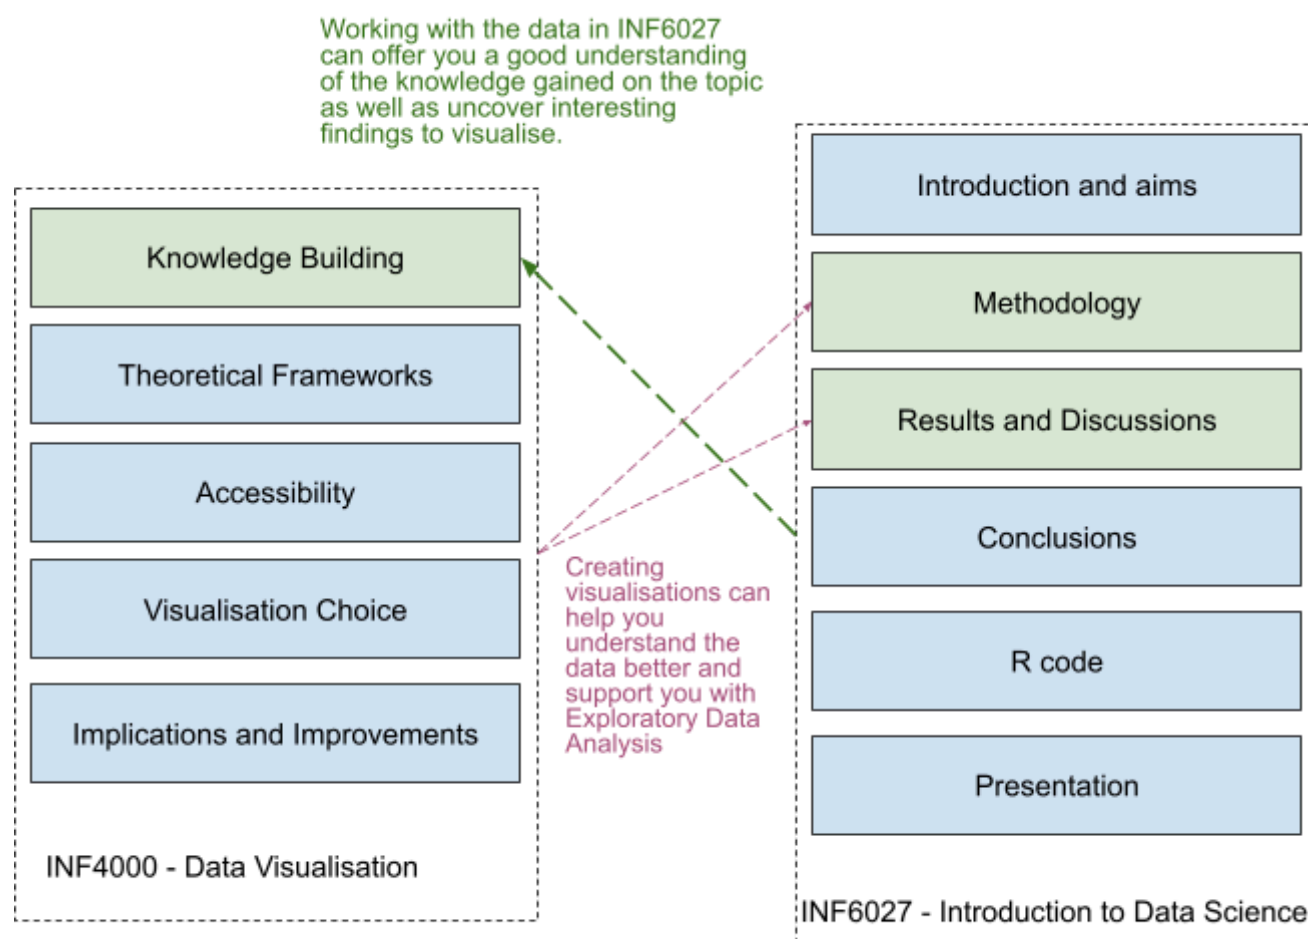 Working with the data in INF6027
can offer you a good understanding
of the knowledge gained on the topic
as well as uncover interesting
findings to visualise.
Knowledge Building
Theoretical Frameworks
Accessibility
Visualisation Choice
Implications and Improvements
INF4000 - Data Visualisation
Creating
visualisations can
help you
understand the
data better and
support you with
Exploratory Data
Analysis
Introduction and aims
Methodology
Results and Discussions
Conclusions
R code
Presentation
INF6027 - Introduction to Data Science